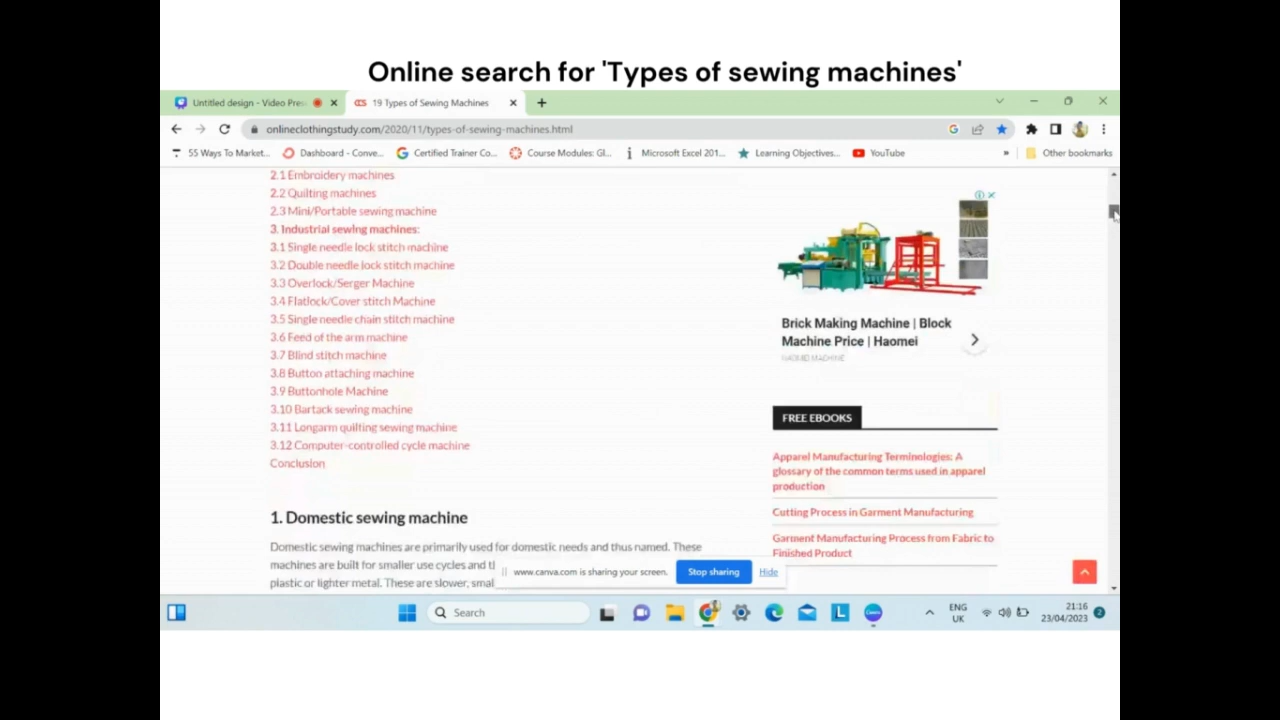 Online search for 'Types of sewing machines'
Untitled design - Video Pres
19 Types of Sewing Machines
onlineclothingstudy.com/2020/11/types-of-sewing-machines.html
55 Ways To Market...
Dashboard - Conve...
Certified Trainer Co...
Course Modules: Gl...
Microsoft Excel 201...
Learning Objectives...
YouTube
»
Other bookmarks
2.1 Embroidery machines
2.2 Quilting machines
2.3 Mini/Portable sewing machine
3. Industrial sewing machines:
3.1 Single needle lock stitch machine
3.2 Double needle lock stitch machine
3.3 Overlock/Serger Machine
3.4 Flatlock/Cover stitch Machine
3.5 Single needle chain stitch machine
3.6 Feed of the arm machine
3.7 Blind stitch machine
3.8 Button attaching machine
3.9 Buttonhole Machine
3.10 Bartack sewing machine
3.11 Longarm quilting sewing machine
3.12 Computer-controlled cycle machine
Conclusion
1. Domestic sewing machine
Domestic sewing machines are primarily used for domestic needs and thus named. These
machines are built for smaller use cycles and t
plastic or lighter metal. These are slower, smal
Brick Making Machine | Block
Machine Price | Haomei
HAOMEI MACHINE
FREE EBOOKS
Apparel Manufacturing Terminologies: A
glossary of the common terms used in apparel
production
Cutting Process in Garment Manufacturing
Garment Manufacturing Process from Fabric to
Finished Product
www.canva.com is sharing your screen.
Stop sharing
Hide
Search
ENG
UK
21:16
23/04/2023
2